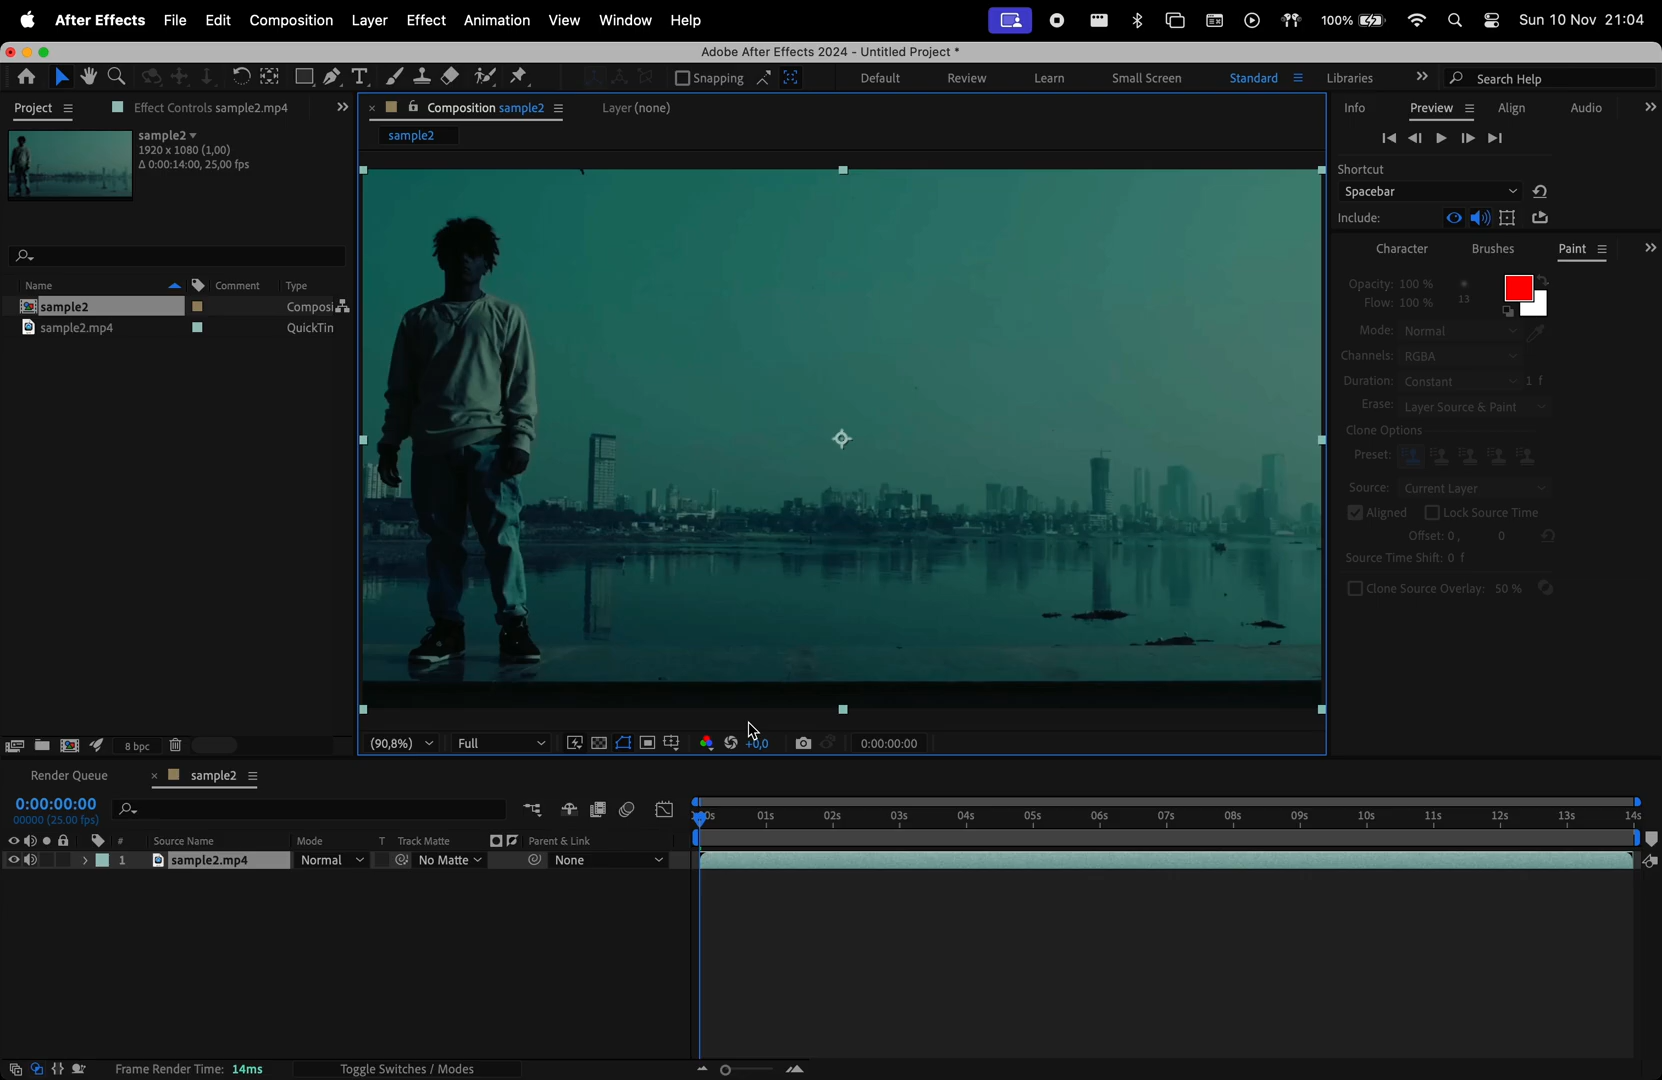 After Effects File Edit Composition Layer Effect Animation View Window Help 100% Sun 10 Nov 21:04
Adobe After Effects 2024 - Untitled Project *
T Snapping Default Review Learn Small Screen Standard Libraries Search Help
Project Effect Controls sample2.mp4
sample2
1920 x 1080 (1,00)
Δ 0:00:14:00, 25,00 fps
Name Comment Type
sample2 Composi
sample2.mp4 QuickTin
8 bpc
Composition sample2 Layer (none)
sample2
(90,8%) Full +0,0 0:00:00:00
Info Preview Align Audio
Shortcut
Spacebar
Include:
Character Brushes Paint
Opacity: 100 %
Flow: 100 % 13
Mode: Normal
Channels: RGBA
Duration: Constant 1 f
Erase: Layer Source & Paint
Clone Options
Preset:
Source: Current Layer
Aligned Lock Source Time
Offset: 0 , 0
Source Time Shift: 0 f
Clone Source Overlay: 50 %
Render Queue sample2
0:00:00:00
00000 (25.00 fps)
01s 02s 03s 04s 05s 06s 07s 08s 09s 10s 11s 12s 13s 14s
# Source Name Mode T Track Matte Parent & Link
1 sample2.mp4 Normal No Matte None
Frame Render Time: 14ms Toggle Switches / Modes